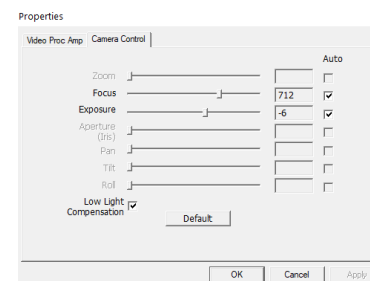 Properties
Video Proc Amp Camera Control
Auto
Zoom
Focus 712
Exposure -6
Aperture
(Iris)
Pan
Tilt
Roll
Low Light
Compensation
Default
OK Cancel Apply